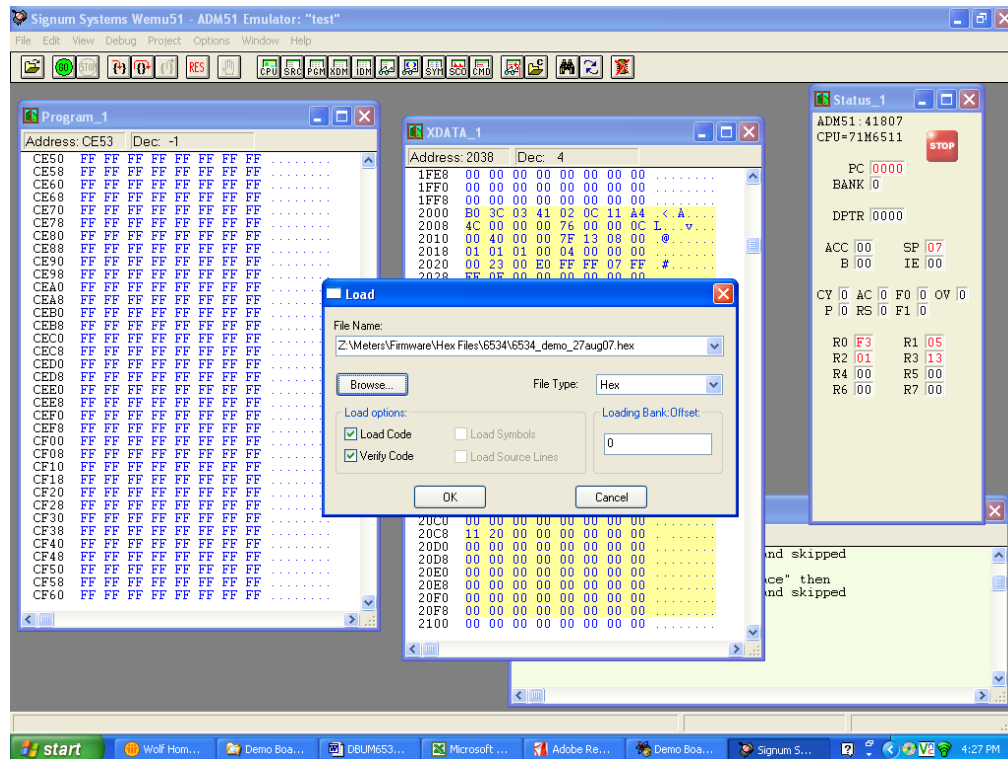 Signum Systems Wemu51 - ADM51 Emulator: "test"
File Edit View Debug Project Options Window Help
GO STOP RES CPU SRC PGM XDM IDM SYM SCO CMD
Program_1
Address: CE53 Dec: -1
CE50 FF FF FF FF FF FF FF FF ........
CE58 FF FF FF FF FF FF FF FF ........
CE60 FF FF FF FF FF FF FF FF ........
CE68 FF FF FF FF FF FF FF FF ........
CE70 FF FF FF FF FF FF FF FF ........
CE78 FF FF FF FF FF FF FF FF ........
CE80 FF FF FF FF FF FF FF FF ........
CE88 FF FF FF FF FF FF FF FF ........
CE90 FF FF FF FF FF FF FF FF ........
CE98 FF FF FF FF FF FF FF FF ........
CEA0 FF FF FF FF FF FF FF FF ........
CEA8 FF FF FF FF FF FF FF FF ........
CEB0 FF FF FF FF FF FF FF FF ........
CEB8 FF FF FF FF FF FF FF FF ........
CEC0 FF FF FF FF FF FF FF FF ........
CEC8 FF FF FF FF FF FF FF FF ........
CED0 FF FF FF FF FF FF FF FF ........
CED8 FF FF FF FF FF FF FF FF ........
CEE0 FF FF FF FF FF FF FF FF ........
CEE8 FF FF FF FF FF FF FF FF ........
CEF0 FF FF FF FF FF FF FF FF ........
CEF8 FF FF FF FF FF FF FF FF ........
CF00 FF FF FF FF FF FF FF FF ........
CF08 FF FF FF FF FF FF FF FF ........
CF10 FF FF FF FF FF FF FF FF ........
CF18 FF FF FF FF FF FF FF FF ........
CF20 FF FF FF FF FF FF FF FF ........
CF28 FF FF FF FF FF FF FF FF ........
CF30 FF FF FF FF FF FF FF FF ........
CF38 FF FF FF FF FF FF FF FF ........
CF40 FF FF FF FF FF FF FF FF ........
CF48 FF FF FF FF FF FF FF FF ........
CF50 FF FF FF FF FF FF FF FF ........
CF58 FF FF FF FF FF FF FF FF ........
CF60 FF FF FF FF FF FF FF FF ........
XDATA_1
Address: 2038 Dec: 4
1FE8 00 00 00 00 00 00 00 00 ........
1FF0 00 00 00 00 00 00 00 00 ........
1FF8 00 00 00 00 00 00 00 00 ........
2000 B0 3C 03 41 02 0C 11 A4 .<.A....
2008 4C 00 00 00 76 00 00 0C L...v...
2010 00 40 00 00 7F 13 08 00 .@......
2018 01 01 01 00 04 00 00 00 ........
2020 00 23 00 E0 FF FF 07 FF .#......
2028 FF 0F 00 00 00 00 00 00
20C0 00 00 00 00 00 00 00 00 ........
20C8 11 20 00 00 00 00 00 00 ........
20D0 00 00 00 00 00 00 00 00 ........
20D8 00 00 00 00 00 00 00 00 ........
20E0 00 00 00 00 00 00 00 00 ........
20E8 00 00 00 00 00 00 00 00 ........
20F0 00 00 00 00 00 00 00 00 ........
20F8 00 00 00 00 00 00 00 00 ........
2100 00 00 00 00 00 00 00 00 ........
Load
File Name:
Z:\Meters\Firmware\Hex Files\6534\6534_demo_27aug07.hex
Browse... File Type: Hex
Load options: Loading Bank:Offset:
Load Code Load Symbols 0
Verify Code Load Source Lines
OK Cancel
Status_1
ADM51:41807
CPU=71M6511
STOP
PC 0000
BANK 0
DPTR 0000
ACC 00 SP 07
B 00 IE 00
CY 0 AC 0 F0 0 OV 0
P 0 RS 0 F1 0
R0 F3 R1 05
R2 01 R3 13
R4 00 R5 00
R6 00 R7 00
nd skipped
ce" then
nd skipped
start Wolf Hom... Demo Boa... DBUM653... Microsoft ... Adobe Re... Demo Boa... Signum S... 4:27 PM